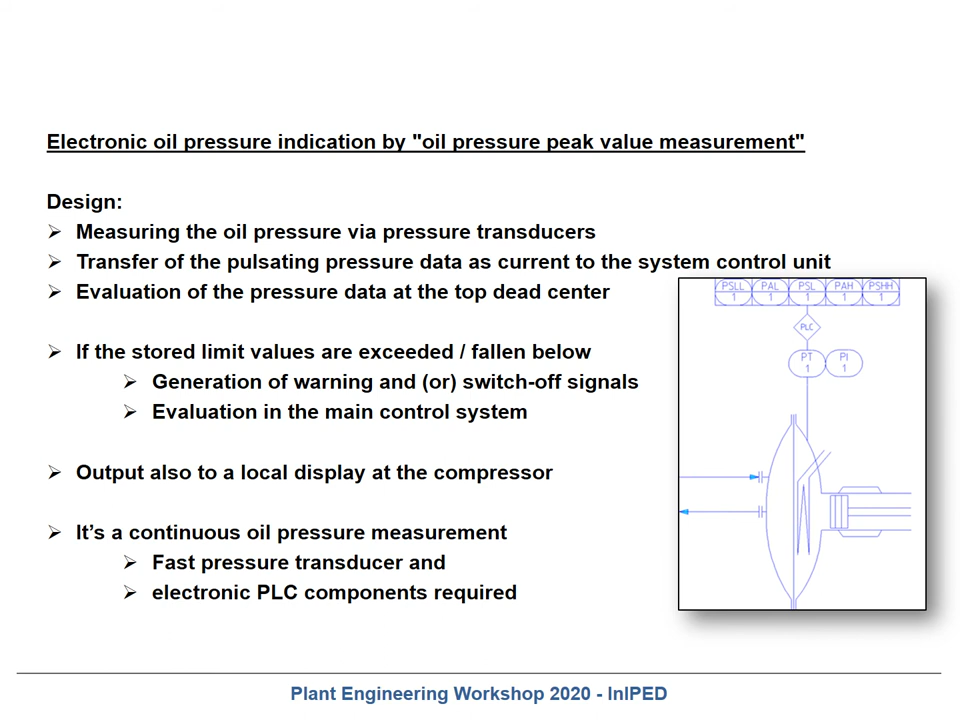 Electronic oil pressure indication by "oil pressure peak value measurement"
Design:
Measuring the oil pressure via pressure transducers
Transfer of the pulsating pressure data as current to the system control unit
Evaluation of the pressure data at the top dead center
If the stored limit values are exceeded / fallen below
Generation of warning and (or) switch-off signals
Evaluation in the main control system
Output also to a local display at the compressor
It’s a continuous oil pressure measurement
Fast pressure transducer and
electronic PLC components required
PSLL PAL PSL PAH PSHH
1 1 1 1 1
PLC
PT PI
1 1
Plant Engineering Workshop 2020 - InIPED